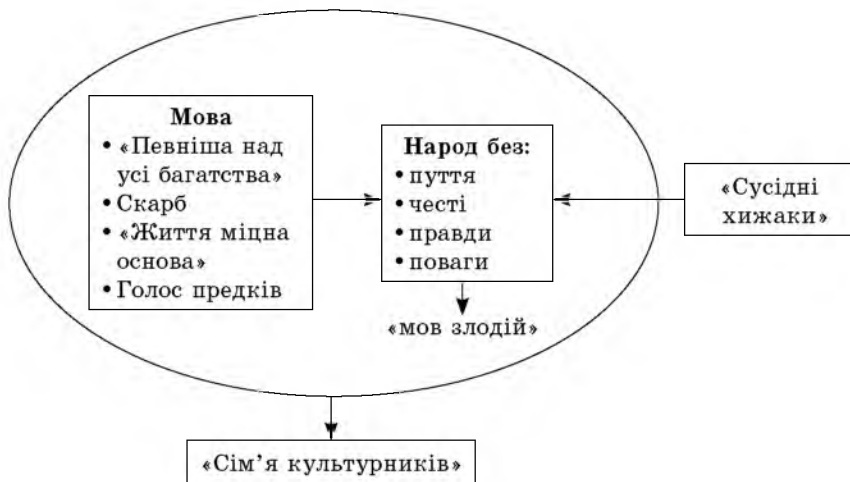 Мова
• «Певніша над
усі багатства»
• Скарб
• «Життя міцна
основа»
• Голос предків
Народ без:
• пуття
• честі
• правди
• поваги
«мов злодій»
«Сусідні
хижаки»
«Сім’я культурників»